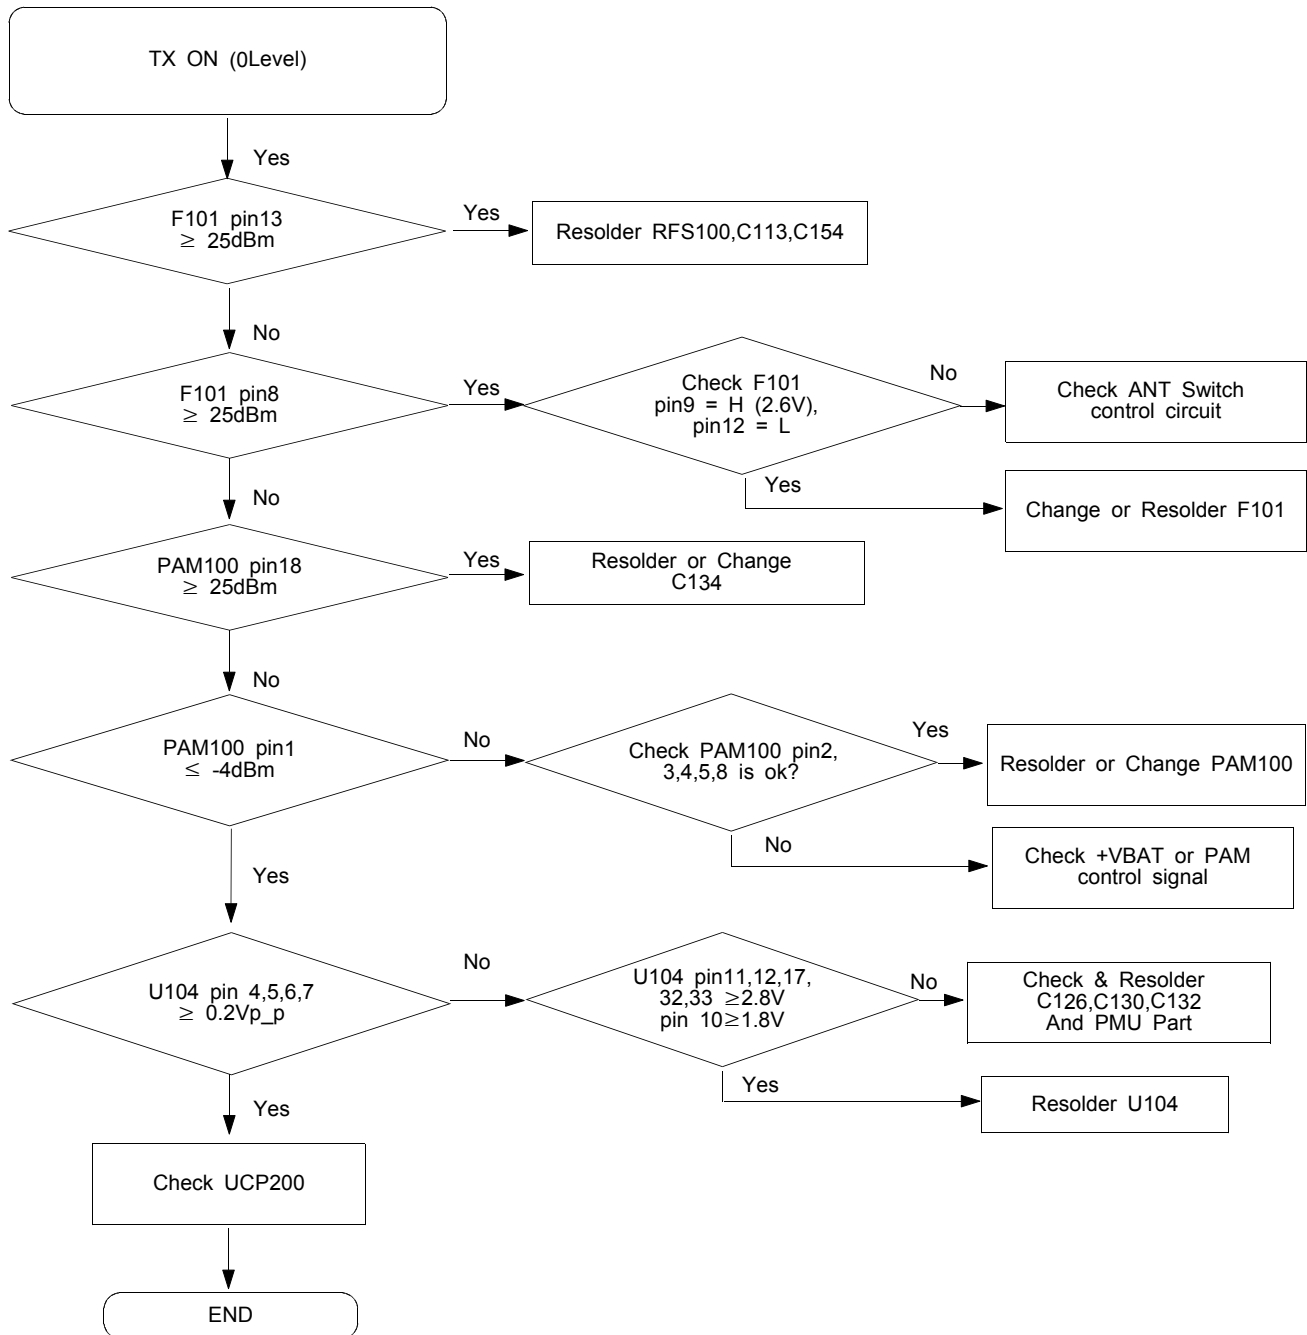 TX ON (0Level)
Yes
F101 pin13
≥ 25dBm
Yes
Resolder RFS100,C113,C154
No
F101 pin8
≥ 25dBm
Yes
Check F101
pin9 = H (2.6V),
pin12 = L
No
Check ANT Switch
control circuit
Yes
Change or Resolder F101
No
PAM100 pin18
≥ 25dBm
Yes
Resolder or Change
C134
No
PAM100 pin1
≤ -4dBm
No
Check PAM100 pin2,
3,4,5,8 is ok?
Yes
Resolder or Change PAM100
No
Check +VBAT or PAM
control signal
Yes
U104 pin 4,5,6,7
≥ 0.2Vp_p
No
U104 pin11,12,17,
32,33 ≥2.8V
pin 10≥1.8V
No
Check & Resolder
C126,C130,C132
And PMU Part
Yes
Resolder U104
Yes
Check UCP200
END